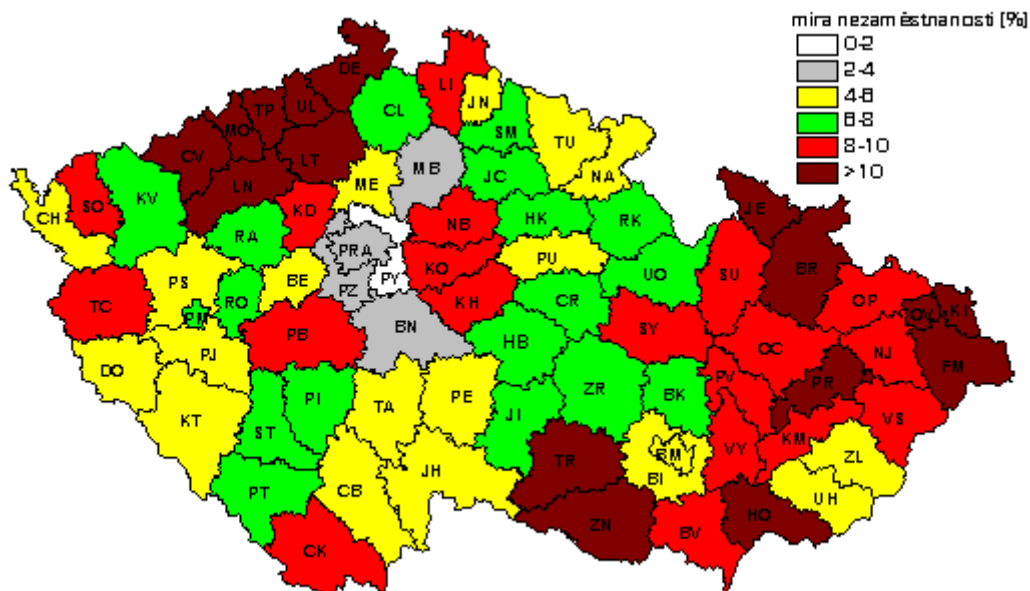 mira nezaměstnanosti [%]
0-2
2-4
4-6
6-8
8-10
>10
DE
LI
JN
TP
UL
CL
MO
SM
TU
CV
LT
MB
JC
NA
LN
ME
SO
KV
KD
NB
HK
RK
JE
CH
RA
PRA
KO
PU
UO
SU
BR
PS
BE
PY
TC
PM
RO
PZ
KH
CR
OP
OV
KI
PB
BN
SY
OC
NJ
FM
DO
PJ
HB
PV
PR
KT
PI
TA
PE
ZR
BK
VS
ST
JI
KM
ZL
VY
TR
BM
PT
CB
JH
BI
UH
CK
ZN
BV
HO